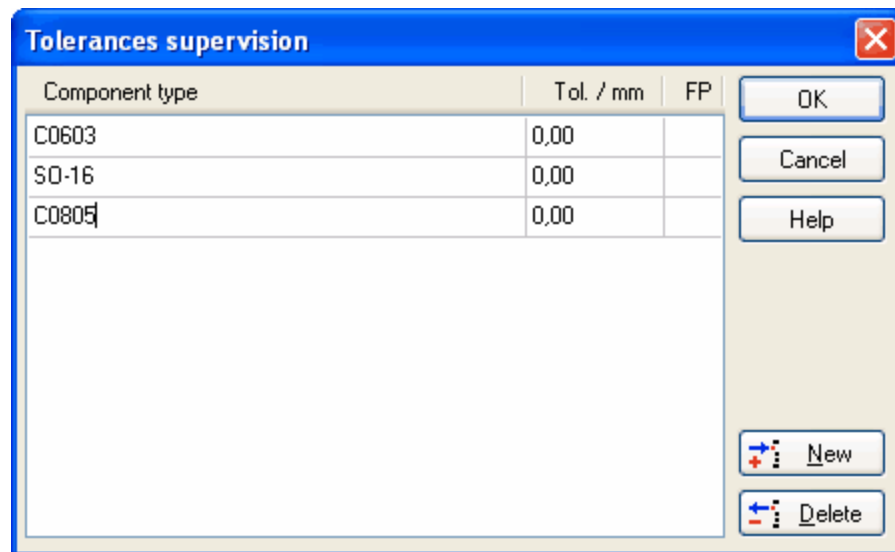 Tolerances supervision
Component type Tol. / mm FP
C0603 0,00
SO-16 0,00
C0805 0,00
OK
Cancel
Help
New
Delete